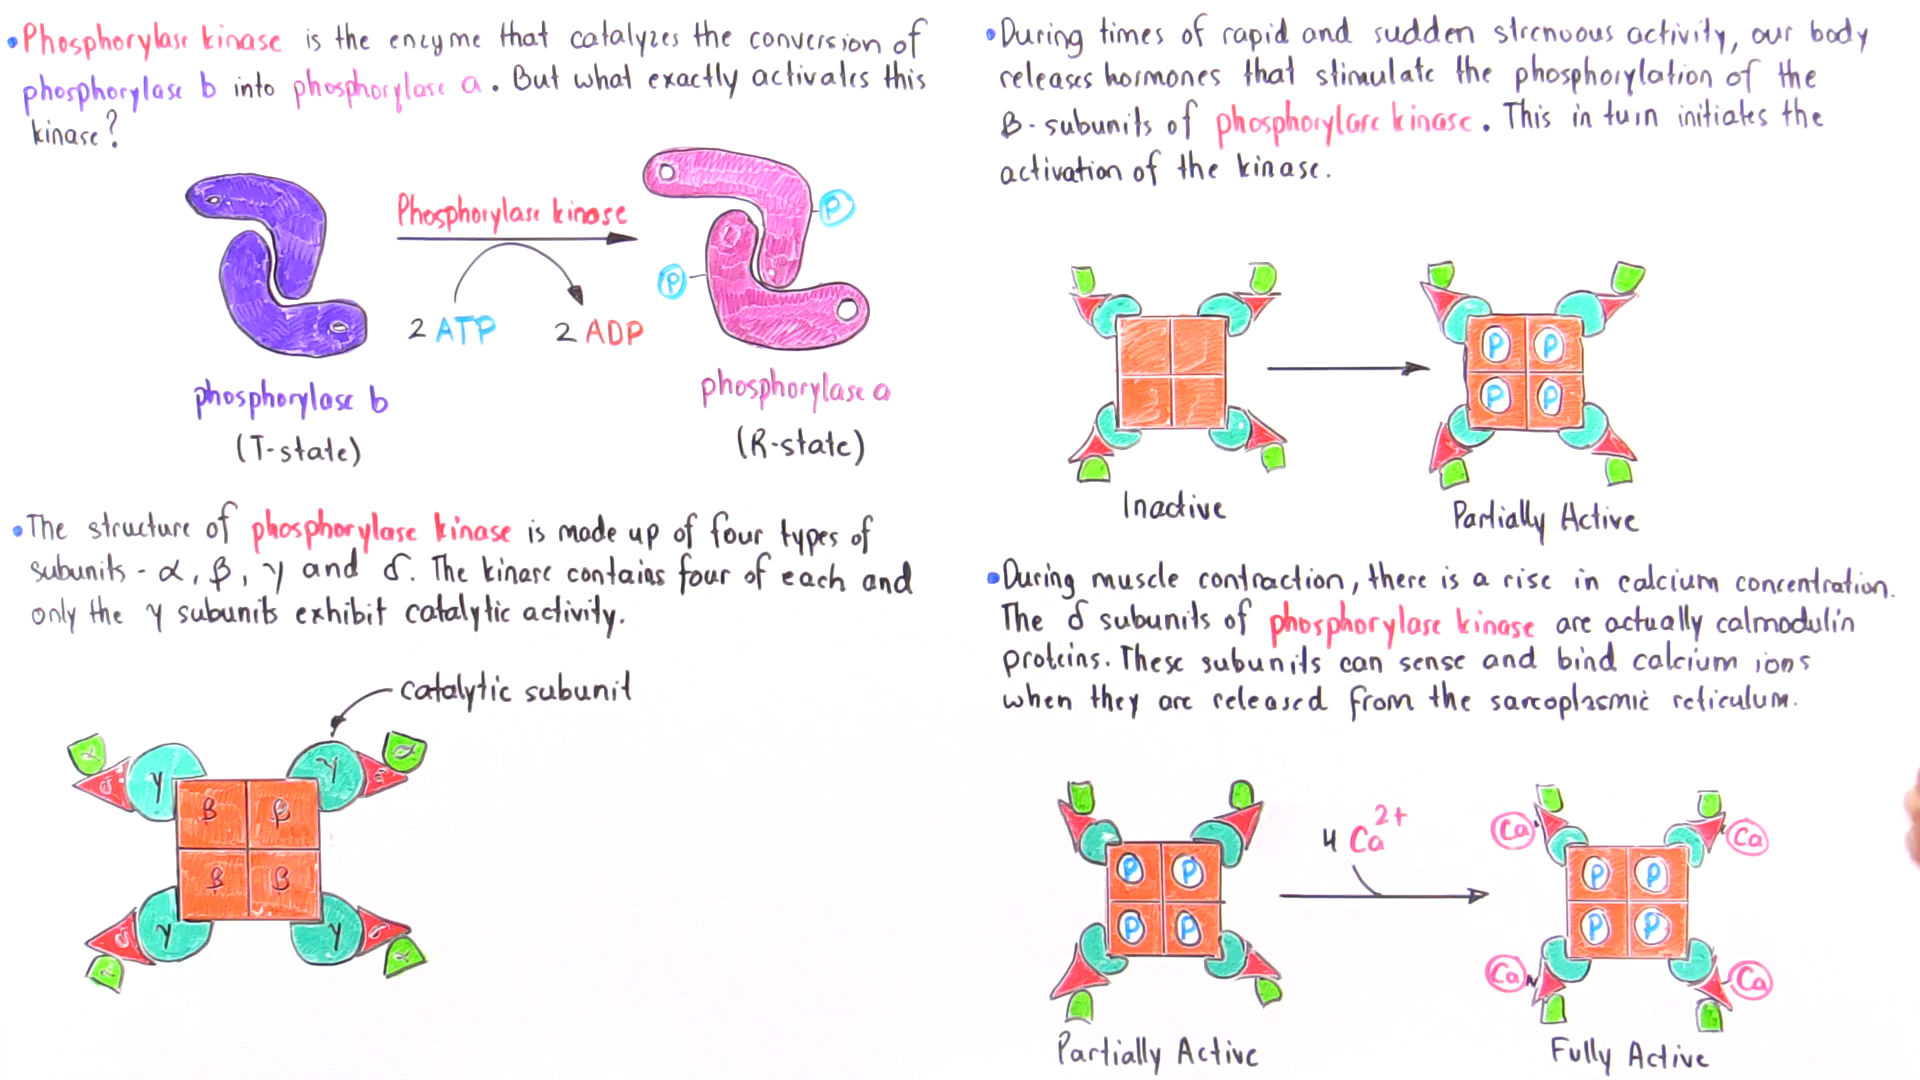 •Phosphorylase kinase is the enzyme that catalyzes the conversion of
phosphorylase b into phosphorylase a. But what exactly activates this
kinase?
Phosphorylase kinase
2 ATP 2 ADP
P
P
phosphorylase b
(T-state)
phosphorylase a
(R-state)
•The structure of phosphorylase kinase is made up of four types of
subunits - α, β, γ and δ. The kinase contains four of each and
only the γ subunits exhibit catalytic activity.
catalytic subunit
α γ γ α
δ δ
β β
β β
δ γ γ δ
α α
•During times of rapid and sudden strenuous activity, our body
releases hormones that stimulate the phosphorylation of the
β-subunits of phosphorylase kinase. This in turn initiates the
activation of the kinase.
P P
P P
Inactive
Partially Active
•During muscle contraction, there is a rise in calcium concentration.
The δ subunits of phosphorylase kinase are actually calmodulin
proteins. These subunits can sense and bind calcium ions
when they are released from the sarcoplasmic reticulum.
P P
P P
4 Ca2+
Ca Ca
P P
P P
Ca Ca
Partially Active
Fully Active